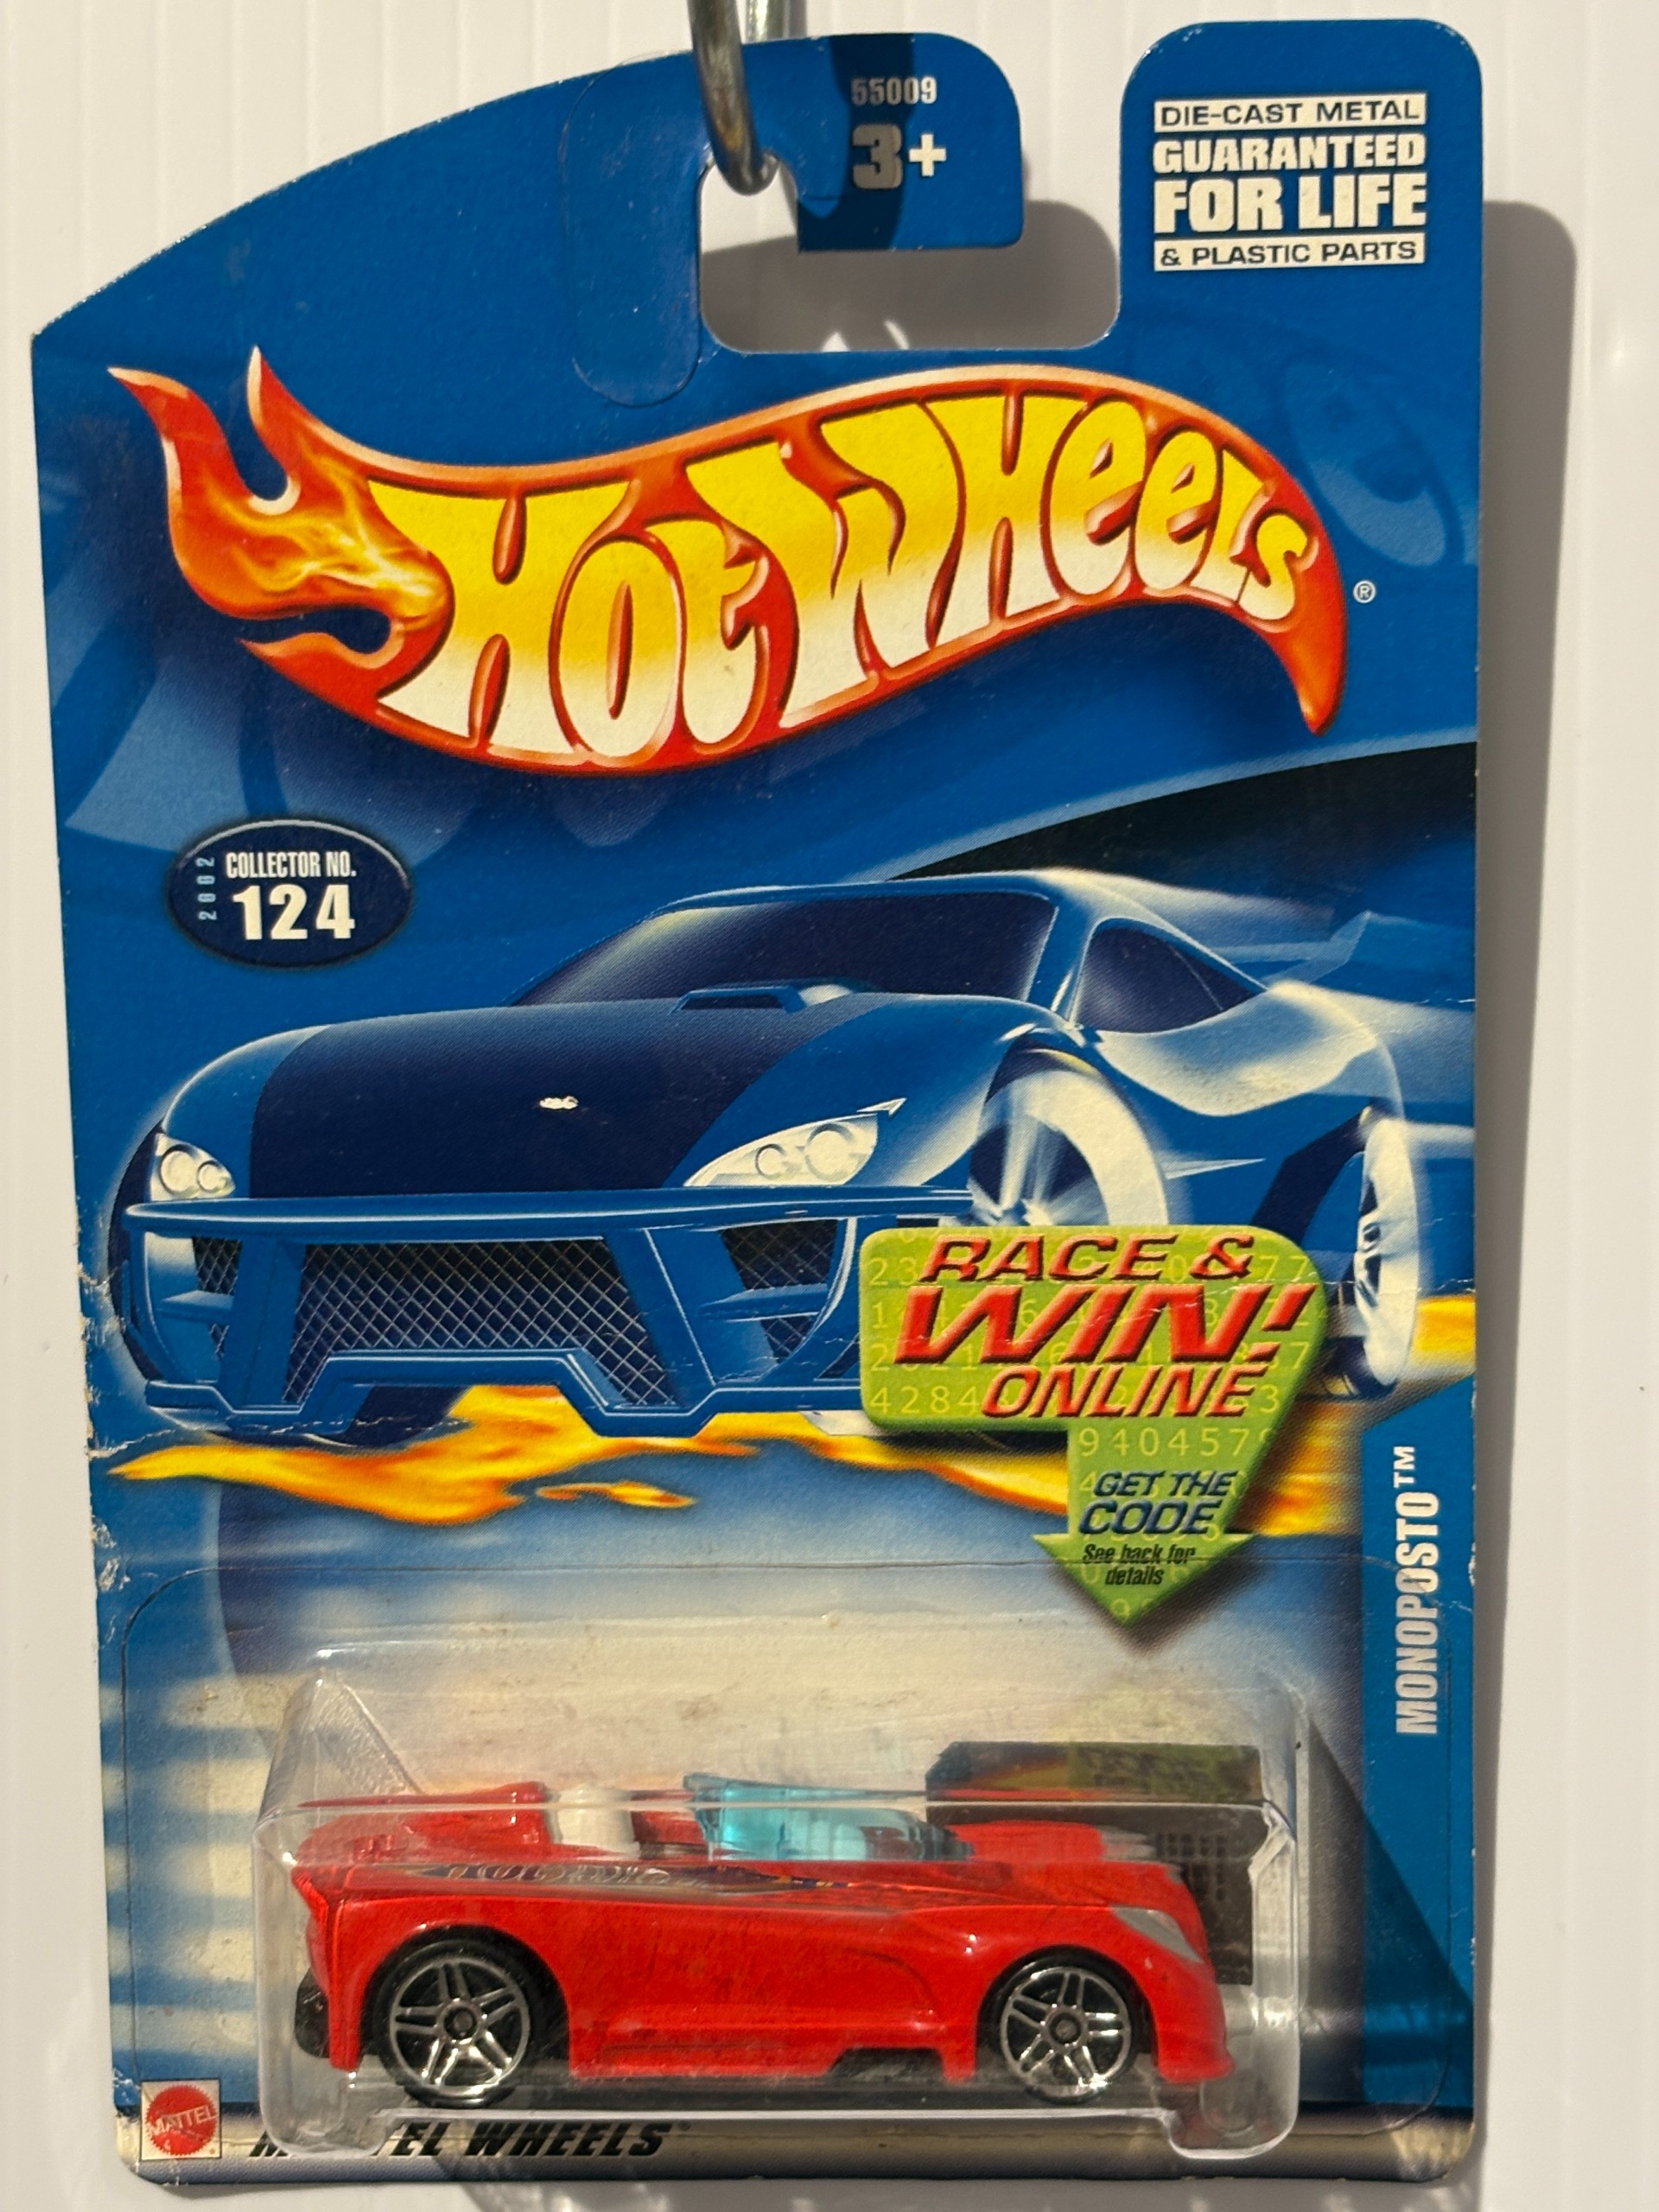 55009
3+
DIE-CAST METAL
GUARANTEED
FOR LIFE
& PLASTIC PARTS
HOT WHEELS
®
2002
COLLECTOR NO.
124
RACE &
WIN!
ONLINE
GET THE
CODE
See back for
details
MONOPOSTO™
MATTEL
WHEELS